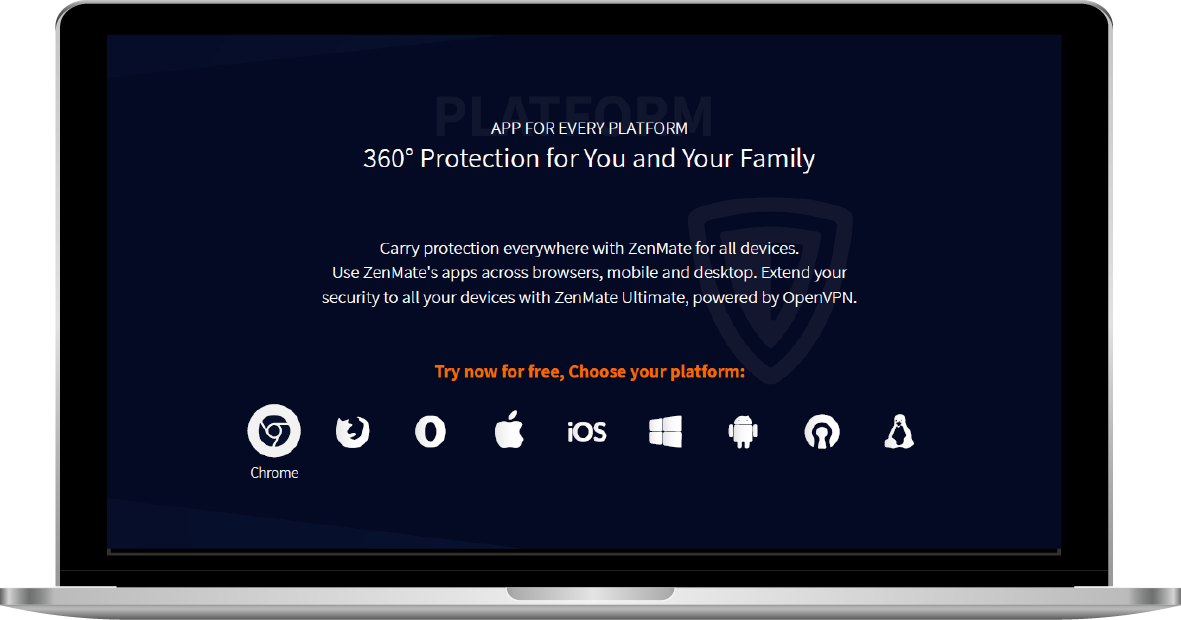 PLATFORM
APP FOR EVERY PLATFORM
360° Protection for You and Your Family
Carry protection everywhere with ZenMate for all devices.
Use ZenMate's apps across browsers, mobile and desktop. Extend your
security to all your devices with ZenMate Ultimate, powered by OpenVPN.
Try now for free, Choose your platform:
iOS
Chrome